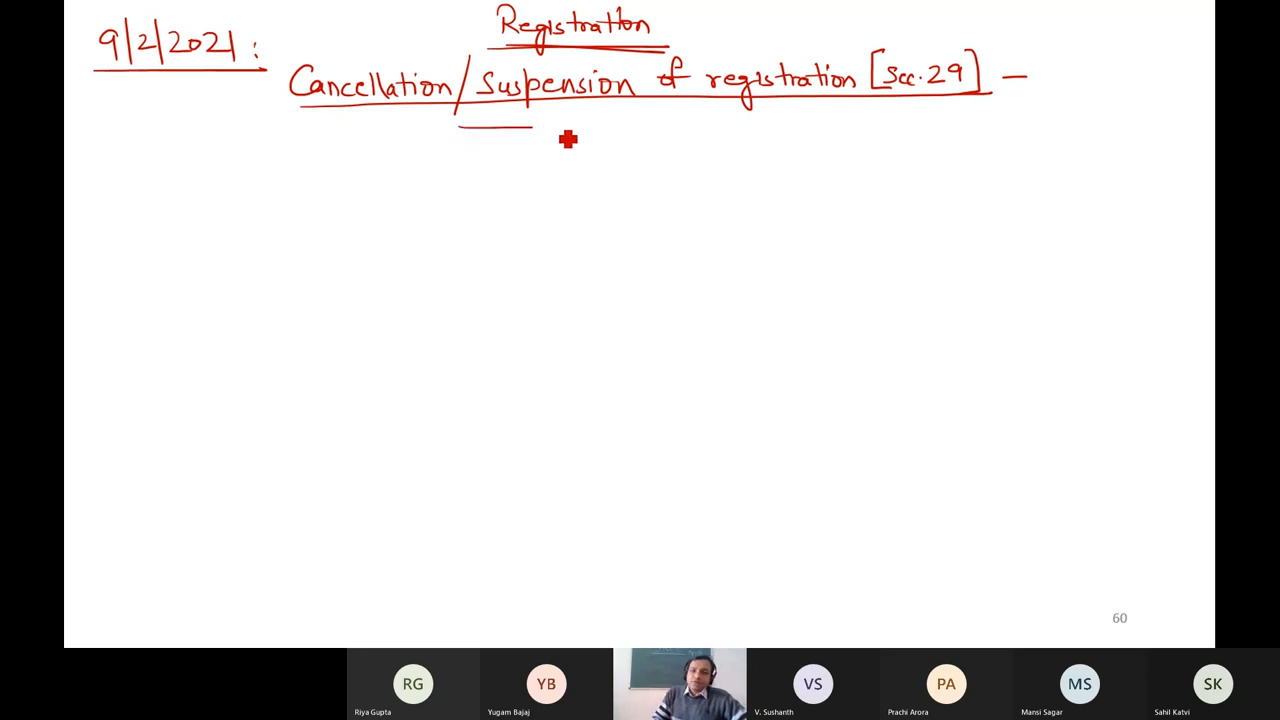 Registration
9/2/2021 :
Cancellation/Suspension of registration [Sec. 29] —
60
RG
YB
VS
PA
MS
SK
Riya Gupta
Yugam Bajaj
V. Sushanth
Prachi Arora
Mansi Sagar
Sahil Katvi